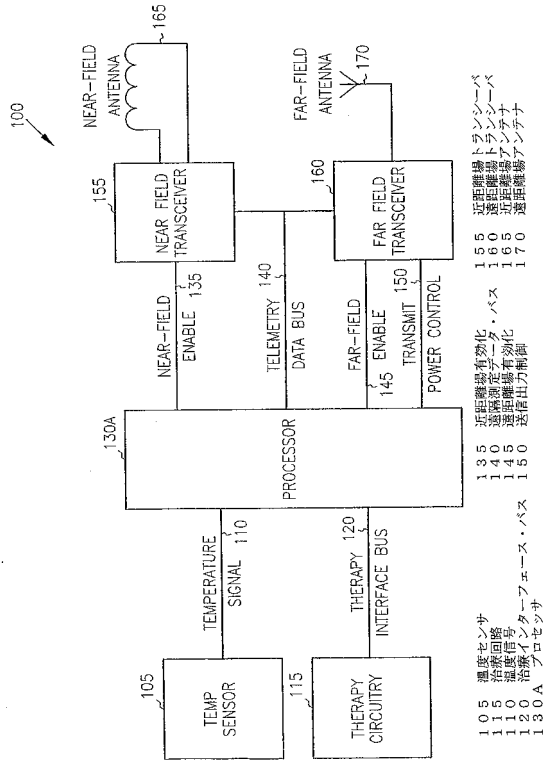 100
NEAR-FIELD
ANTENNA
165
155
NEAR FIELD
TRANSCEIVER
NEAR-FIELD
135
ENABLE
130A
PROCESSOR
TEMPERATURE
110
SIGNAL
105
TEMP
SENSOR
THERAPY
120
INTERFACE BUS
115
THERAPY
CIRCUITRY
TELEMETRY
140
DATA BUS
FAR-FIELD
ENABLE
145
TRANSMIT
150
POWER CONTROL
160
FAR FIELD
TRANSCEIVER
FAR-FIELD
ANTENNA
170
105 温度センサ
115 治療回路
110 温度信号
120 治療インターフェース・バス
130A プロセッサ
135 近距離場有効化
140 遠隔測定データ・バス
145 遠距離場有効化
150 送信出力制御
155 近距離場トランシーバ
160 遠距離場トランシーバ
165 近距離場アンテナ
170 遠距離場アンテナ